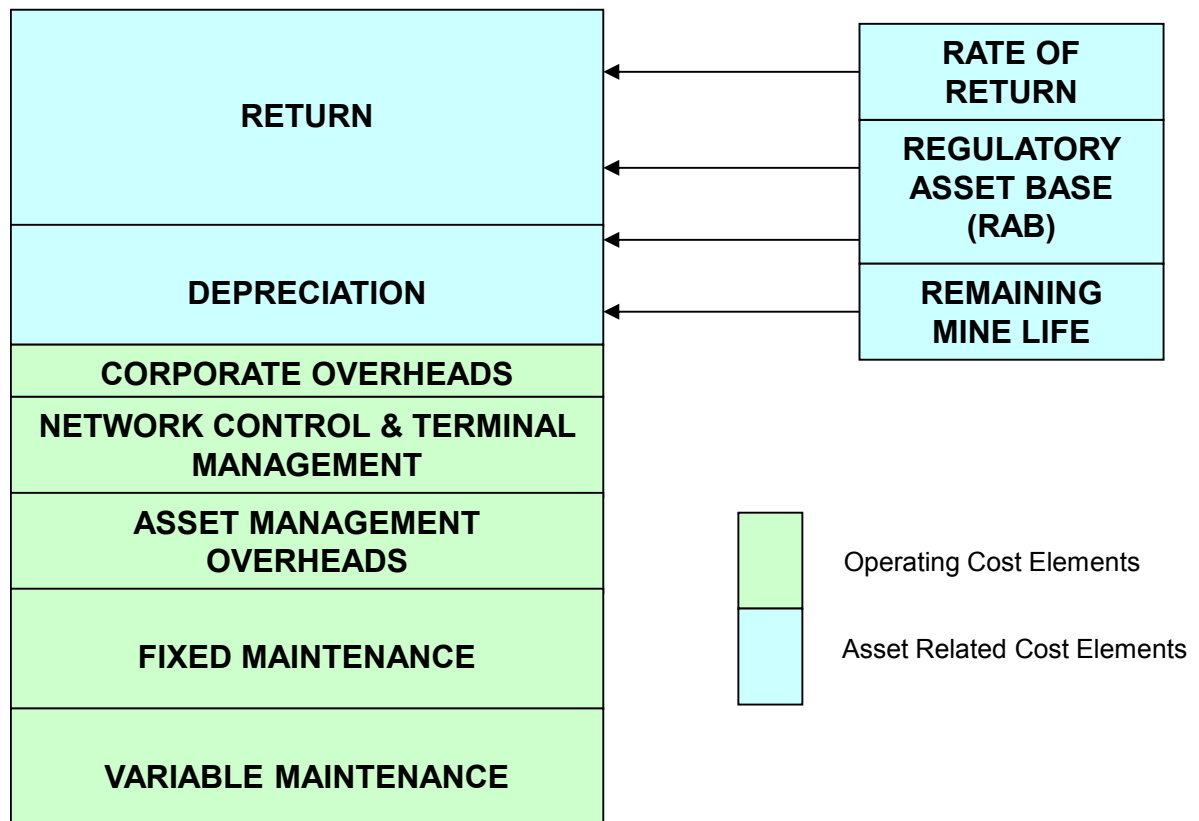 RETURN
DEPRECIATION
CORPORATE OVERHEADS
NETWORK CONTROL & TERMINAL
MANAGEMENT
ASSET MANAGEMENT
OVERHEADS
FIXED MAINTENANCE
VARIABLE MAINTENANCE
RATE OF
RETURN
REGULATORY
ASSET BASE
(RAB)
REMAINING
MINE LIFE
Operating Cost Elements
Asset Related Cost Elements